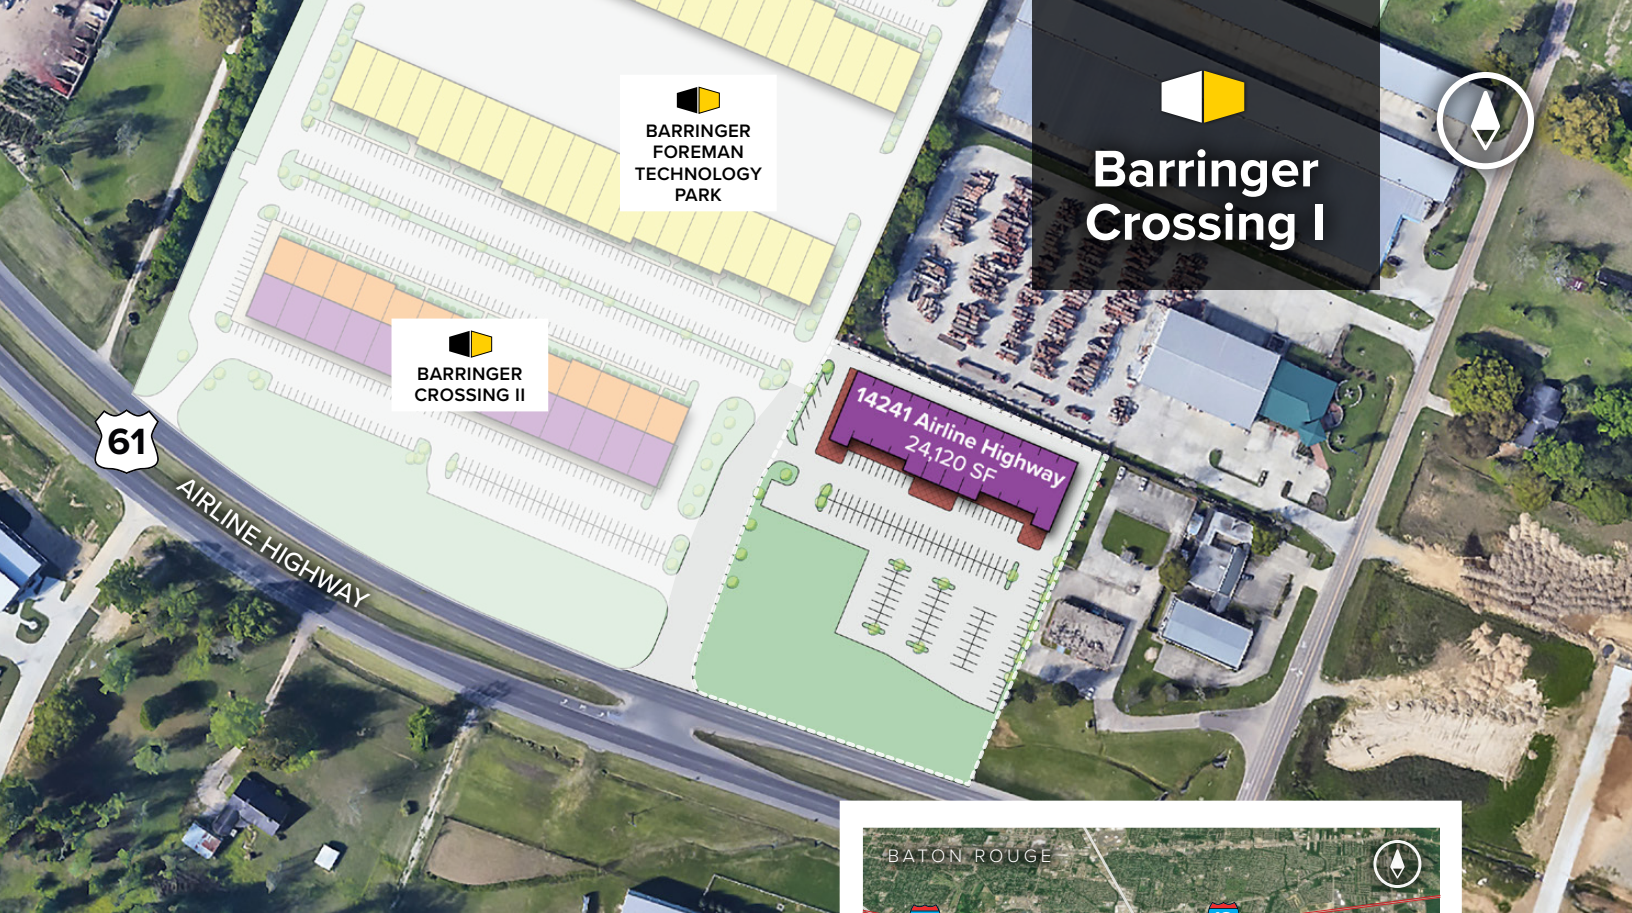 BARRINGER
FOREMAN
TECHNOLOGY
PARK
Barringer
Crossing I
BARRINGER
CROSSING II
14241 Airline Highway
24,120 SF
61
AIRLINE HIGHWAY
BATON ROUGE